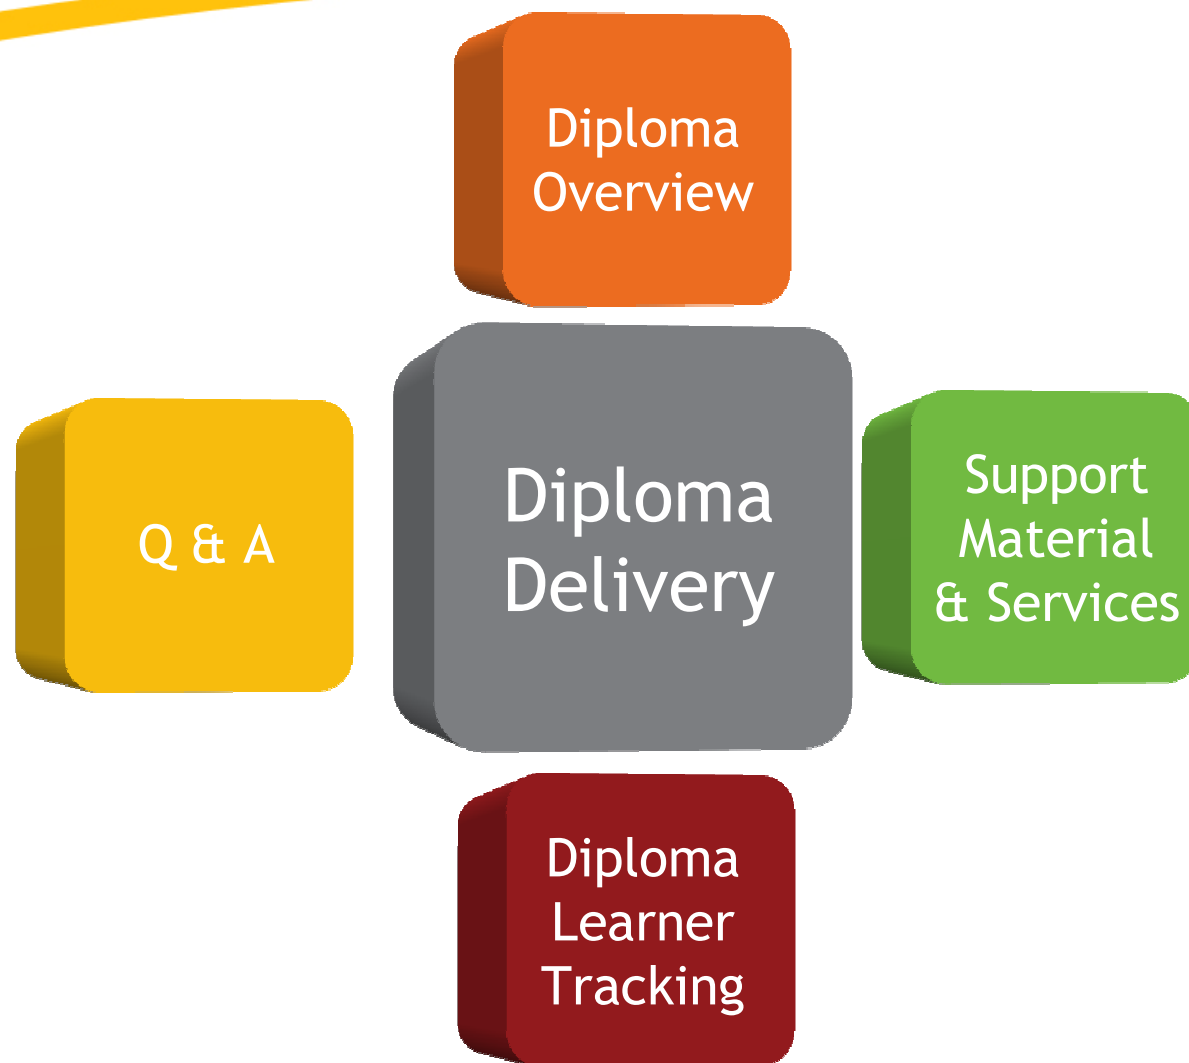 Diploma
Overview
Q & A
Diploma
Delivery
Support
Material
& Services
Diploma
Learner
Tracking